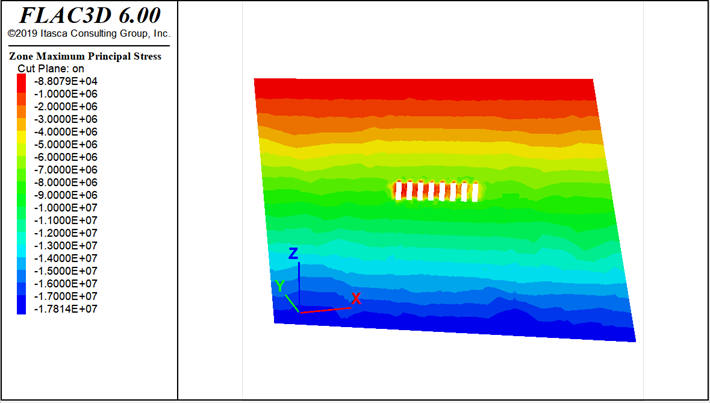 FLAC3D 6.00
©2019 Itasca Consulting Group, Inc.
Zone Maximum Principal Stress
Cut Plane: on
-8.8079E+04
-1.0000E+06
-2.0000E+06
-3.0000E+06
-4.0000E+06
-5.0000E+06
-6.0000E+06
-7.0000E+06
-8.0000E+06
-9.0000E+06
-1.0000E+07
-1.1000E+07
-1.2000E+07
-1.3000E+07
-1.4000E+07
-1.5000E+07
-1.6000E+07
-1.7000E+07
-1.7814E+07
Z
Y
X